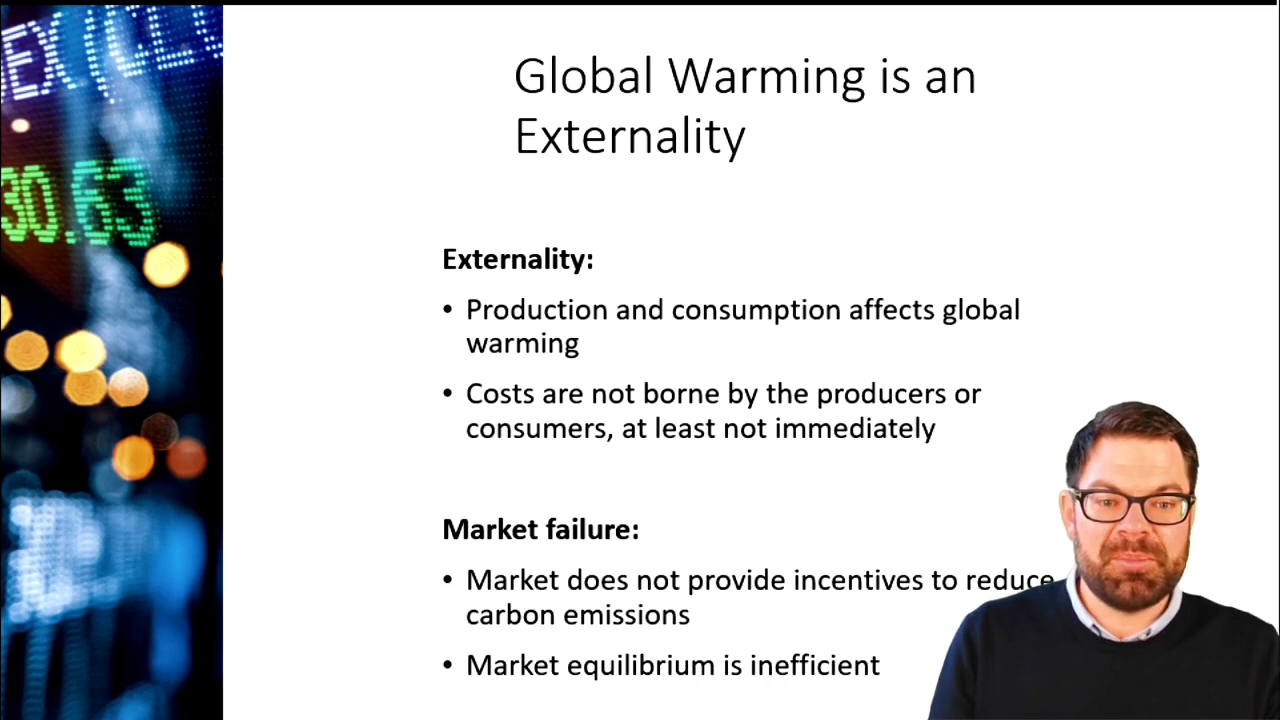 Global Warming is an
Externality
Externality:
• Production and consumption affects global
warming
• Costs are not borne by the producers or
consumers, at least not immediately
Market failure:
• Market does not provide incentives to reduce
carbon emissions
• Market equilibrium is inefficient
30.63